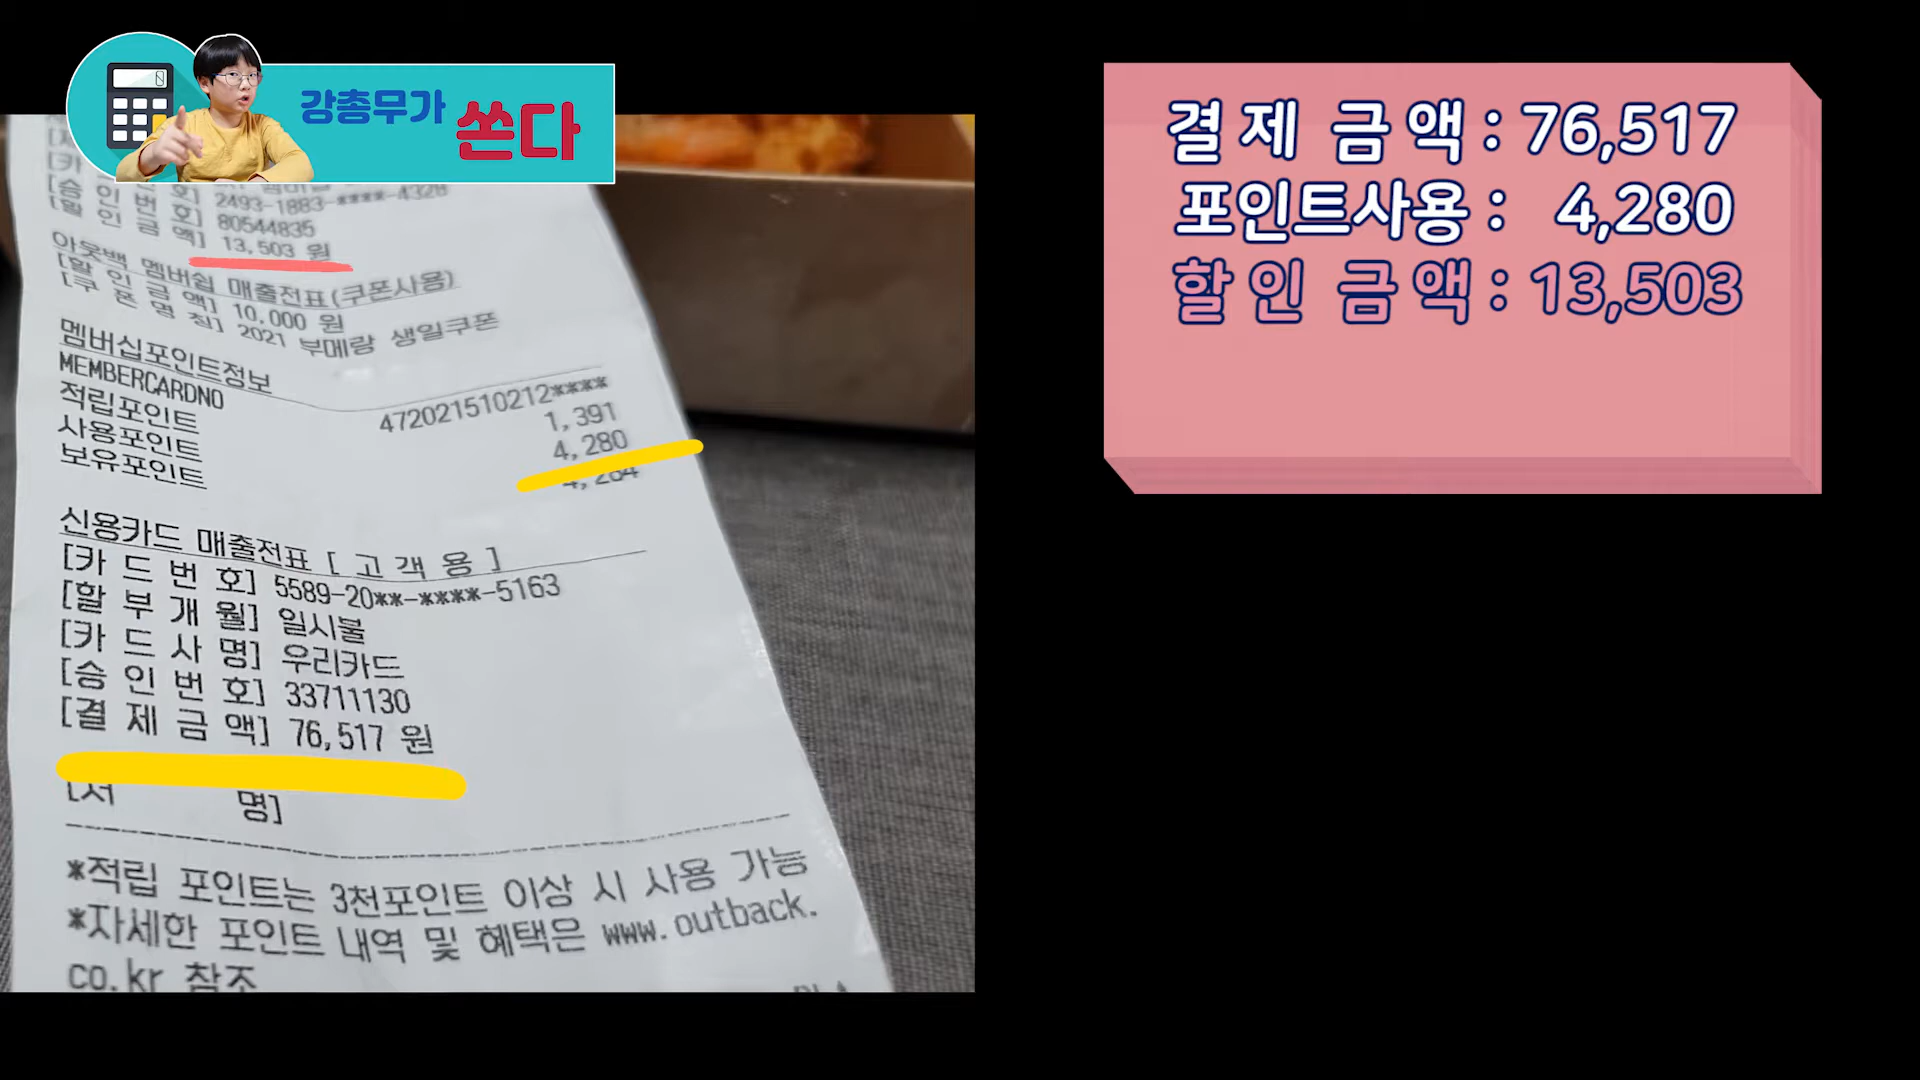 강총무가 쏜다
결제 금액 : 76,517
포인트사용 : 4,280
할인 금액 : 13,503
2493-1883-****-4328
[승 인 번 호] 80544835
[할 인 금 액] 13,503 원
아웃백 멤버쉽 매출전표(쿠폰사용)
[할 인 금 액] 10,000 원
[쿠 폰 명 칭] 2021 부메랑 생일쿠폰
멤버십포인트정보
MEMBERCARDNO 472021510212****
적립포인트 1,391
사용포인트 4,280
보유포인트 4,264
신용카드 매출전표 [ 고 객 용 ]
[카 드 번 호] 5589-20**-****-5163
[할 부 개 월] 일시불
[카 드 사 명] 우리카드
[승 인 번 호] 33711130
[결 제 금 액] 76,517 원
[서 명]
*적립 포인트는 3천포인트 이상 시 사용 가능
*자세한 포인트 내역 및 혜택은 www.outback.
co.kr 참조